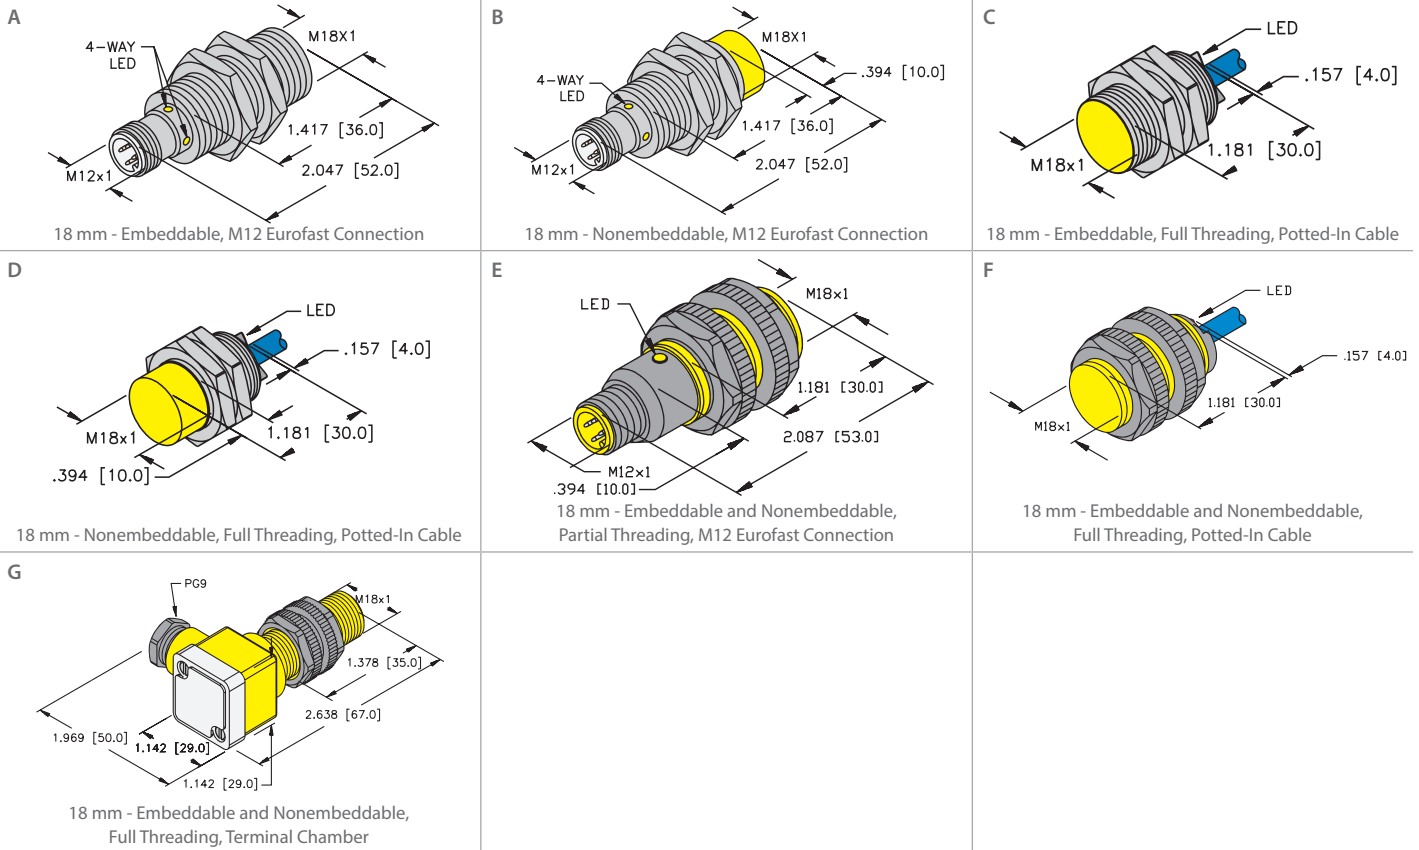 A
4-WAY
LED
M18X1
1.417 [36.0]
2.047 [52.0]
M12x1
18 mm - Embeddable, M12 Eurofast Connection
B
M18X1
.394 [10.0]
4-WAY
LED
1.417 [36.0]
2.047 [52.0]
M12x1
18 mm - Nonembeddable, M12 Eurofast Connection
C
LED
.157 [4.0]
1.181 [30.0]
M18x1
18 mm - Embeddable, Full Threading, Potted-In Cable
D
LED
.157 [4.0]
M18x1
1.181 [30.0]
.394 [10.0]
18 mm - Nonembeddable, Full Threading, Potted-In Cable
E
LED
M18x1
1.181 [30.0]
2.087 [53.0]
M12x1
.394 [10.0]
18 mm - Embeddable and Nonembeddable,
Partial Threading, M12 Eurofast Connection
F
LED
.157 [4.0]
1.181 [30.0]
M18x1
18 mm - Embeddable and Nonembeddable,
Full Threading, Potted-In Cable
G
PG9
M18x1
1.378 [35.0]
2.638 [67.0]
1.969 [50.0]
1.142 [29.0]
1.142 [29.0]
18 mm - Embeddable and Nonembeddable,
Full Threading, Terminal Chamber